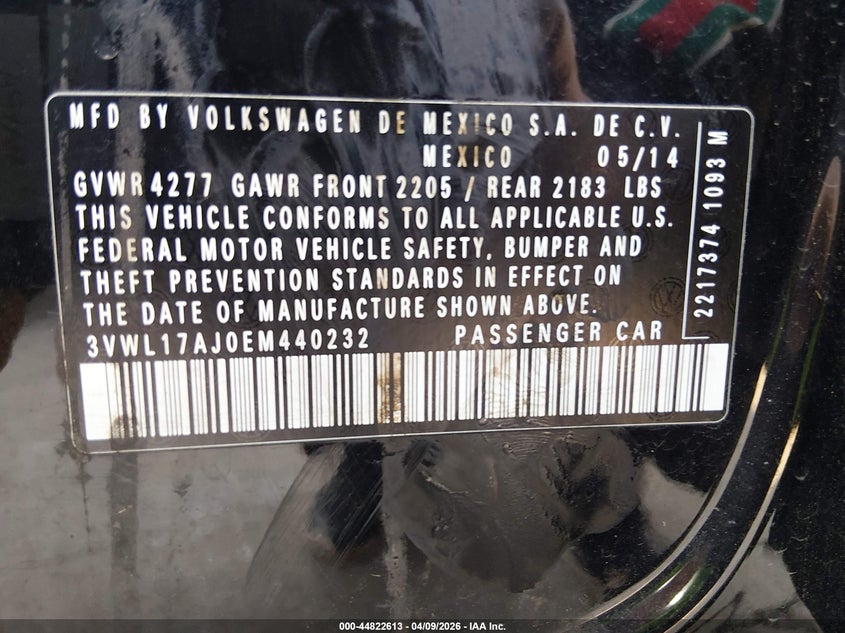 MFD BY VOLKSWAGEN DE MEXICO S.A. DE C.V.
MEXICO 05/14
GVWR 4277 GAWR FRONT 2205 / REAR 2183 LBS
THIS VEHICLE CONFORMS TO ALL APPLICABLE U.S.
FEDERAL MOTOR VEHICLE SAFETY, BUMPER AND
THEFT PREVENTION STANDARDS IN EFFECT ON
THE DATE OF MANUFACTURE SHOWN ABOVE.
3VWL17AJ0EM440232 PASSENGER CAR
2217374 1093 M
000-44822613 - 04/09/2026 - IAA Inc.